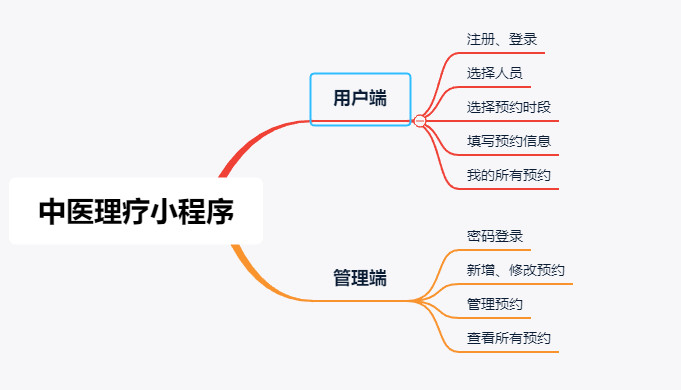 中医理疗小程序
用户端
注册、登录
选择人员
选择预约时段
填写预约信息
我的所有预约
管理端
密码登录
新增、修改预约
管理预约
查看所有预约